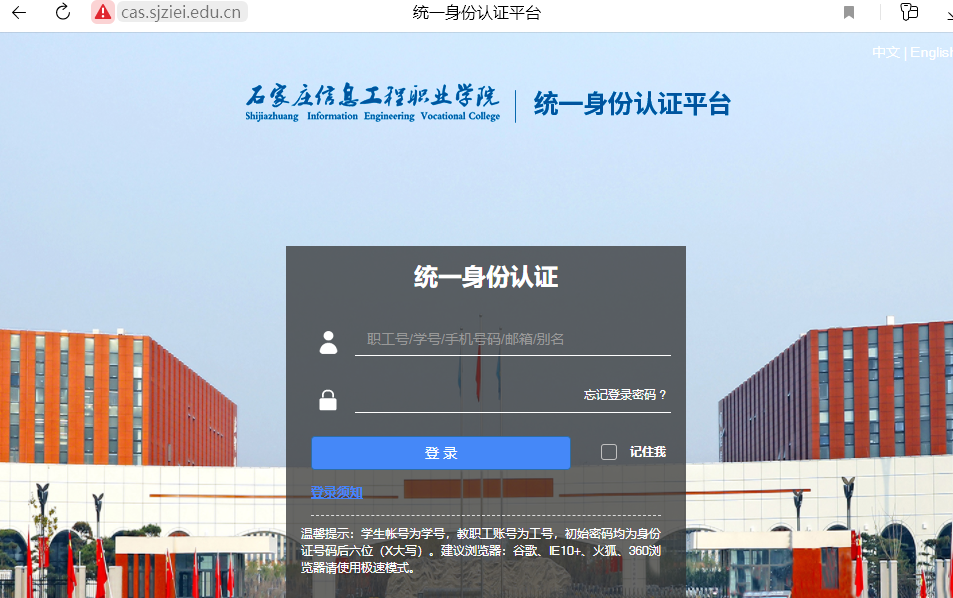 cas.sjziei.edu.cn
统一身份认证平台
中文 | English
石家庄信息工程职业学院
Shijiazhuang Information Engineering Vocational College
统一身份认证平台
统一身份认证
职工号/学号/手机号码/邮箱/别名
忘记登录密码？
登 录
记住我
登录须知
温馨提示：学生帐号为学号，教职工账号为工号，初始密码均为身份
证号码后六位（X大写）。建议浏览器：谷歌、IE10+、火狐、360浏
览器请使用极速模式。